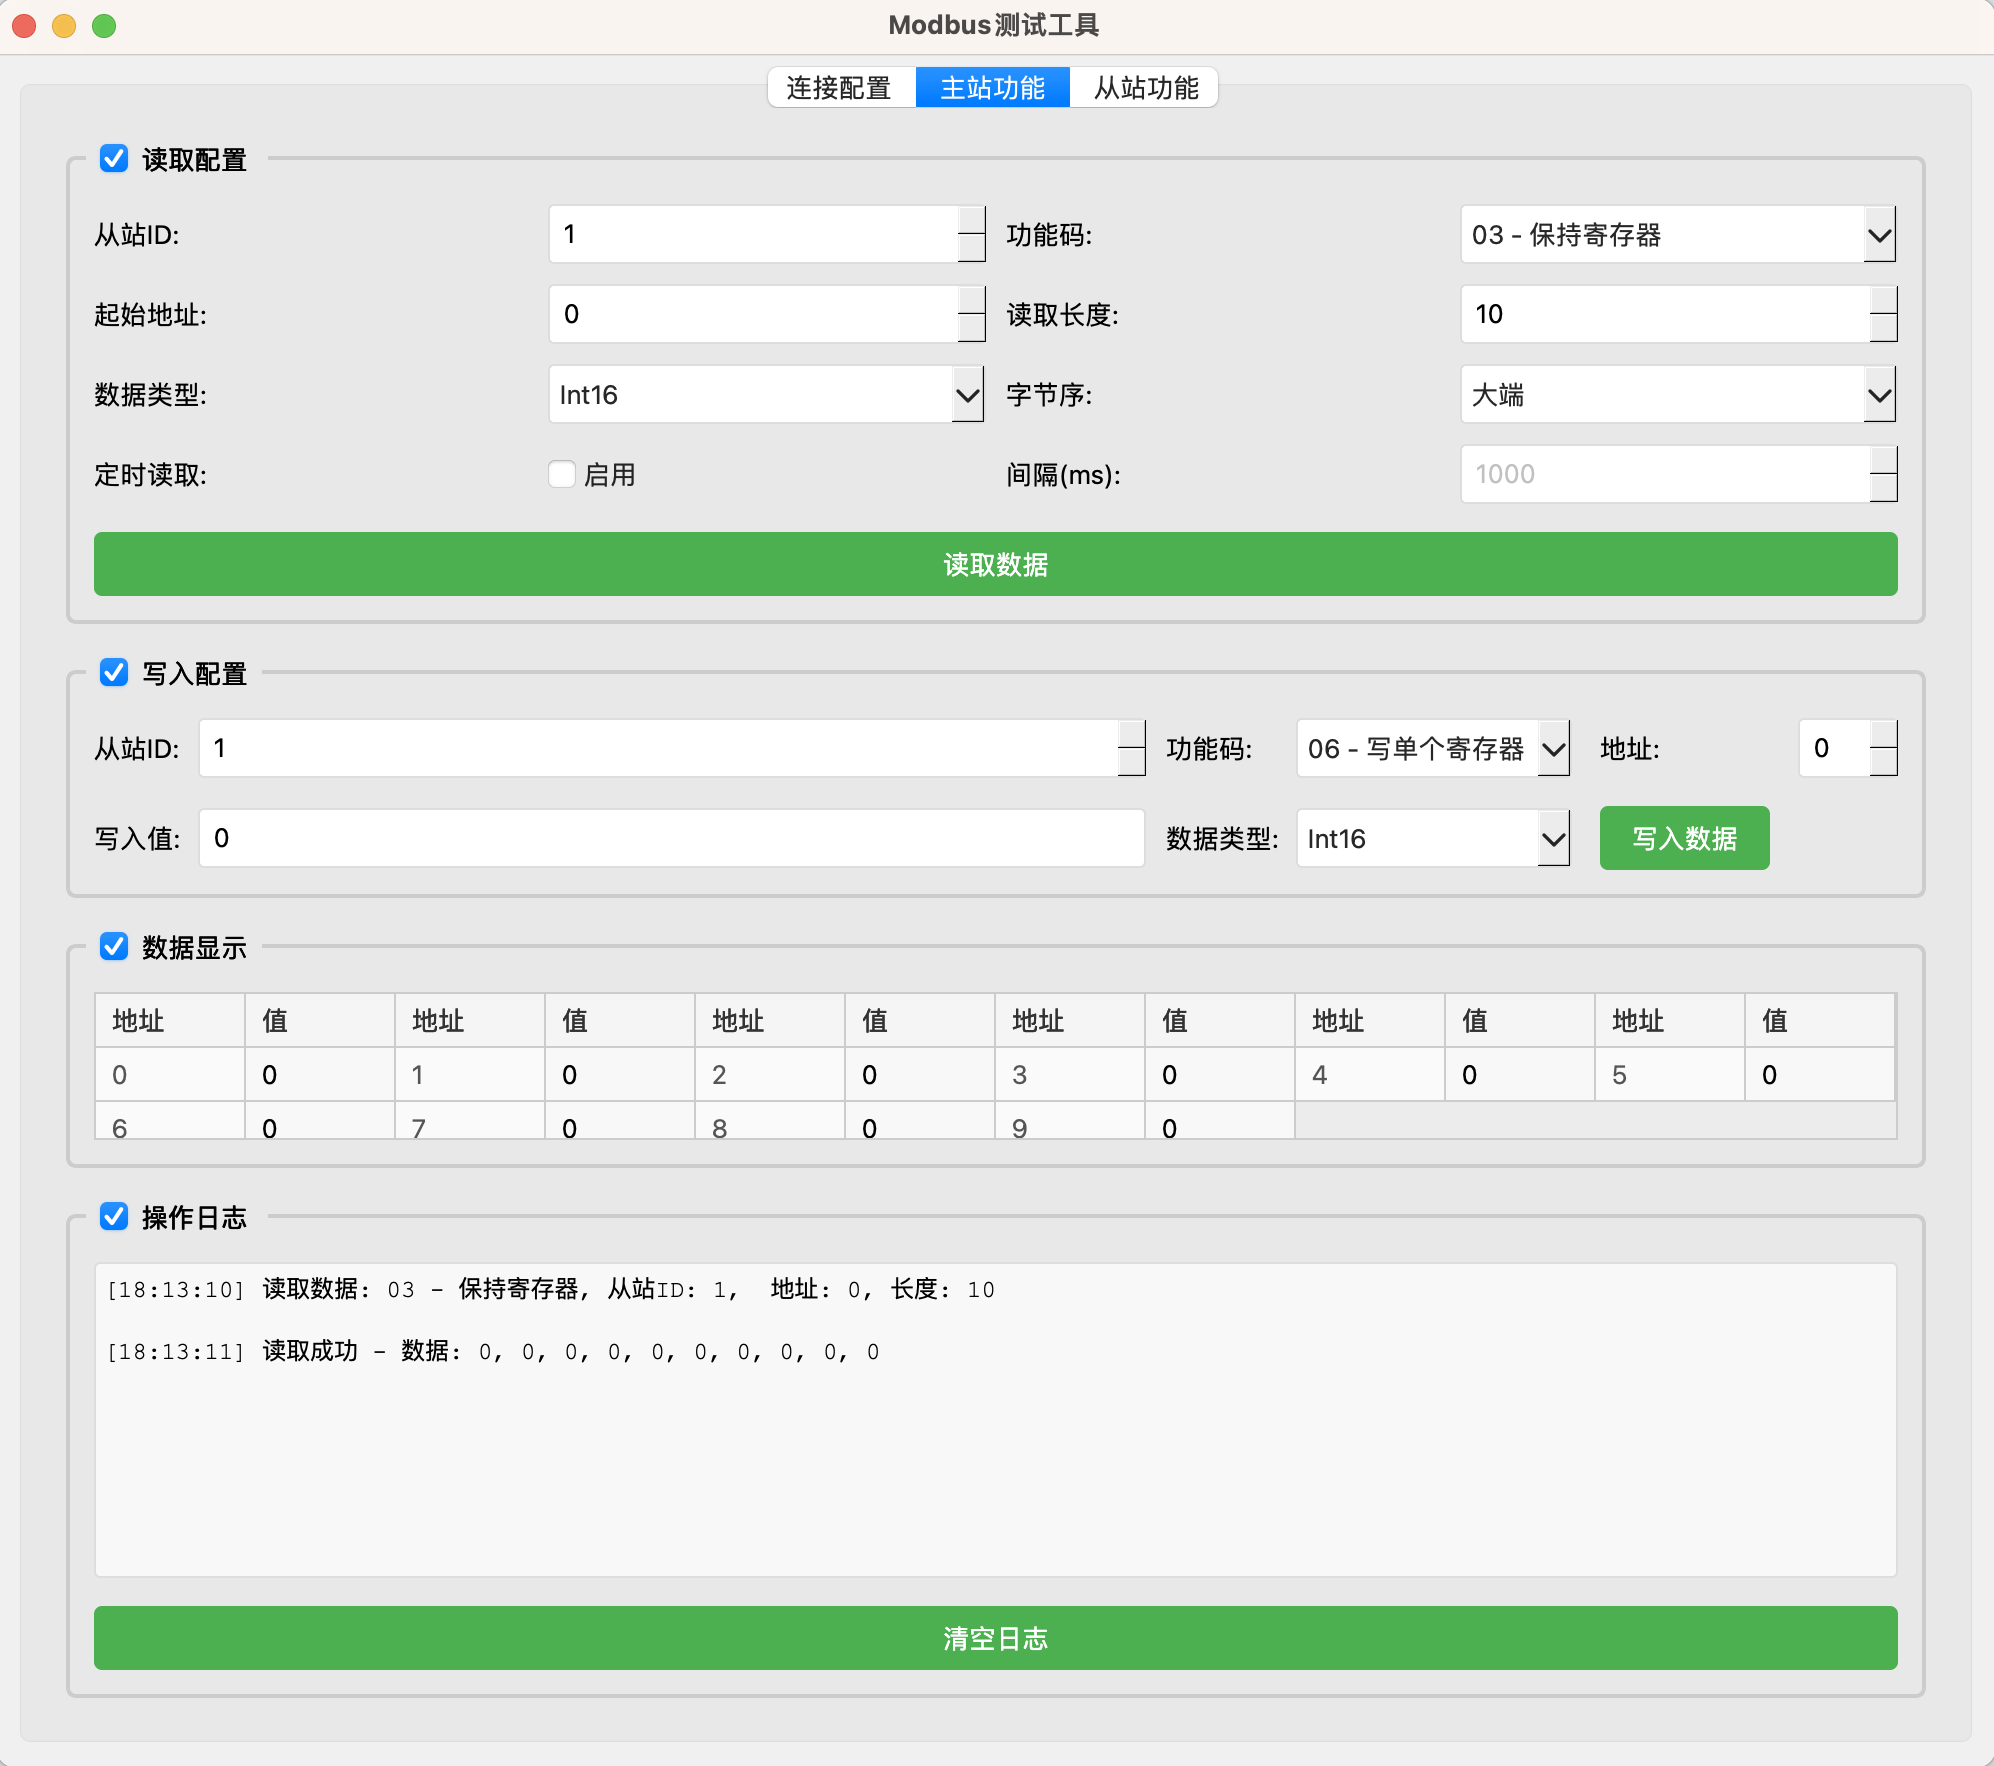 Modbus测试工具
连接配置 主站功能 从站功能
读取配置
从站ID: 1 功能码: 03 - 保持寄存器
起始地址: 0 读取长度: 10
数据类型: Int16 字节序: 大端
定时读取: 启用 间隔(ms): 1000
读取数据
写入配置
从站ID: 1 功能码: 06 - 写单个寄存器 地址: 0
写入值: 0 数据类型: Int16 写入数据
数据显示
地址 值 地址 值 地址 值 地址 值 地址 值 地址 值
0 0 1 0 2 0 3 0 4 0 5 0
6 0 7 0 8 0 9 0
操作日志
[18:13:10] 读取数据: 03 - 保持寄存器, 从站ID: 1, 地址: 0, 长度: 10
[18:13:11] 读取成功 - 数据: 0, 0, 0, 0, 0, 0, 0, 0, 0, 0
清空日志